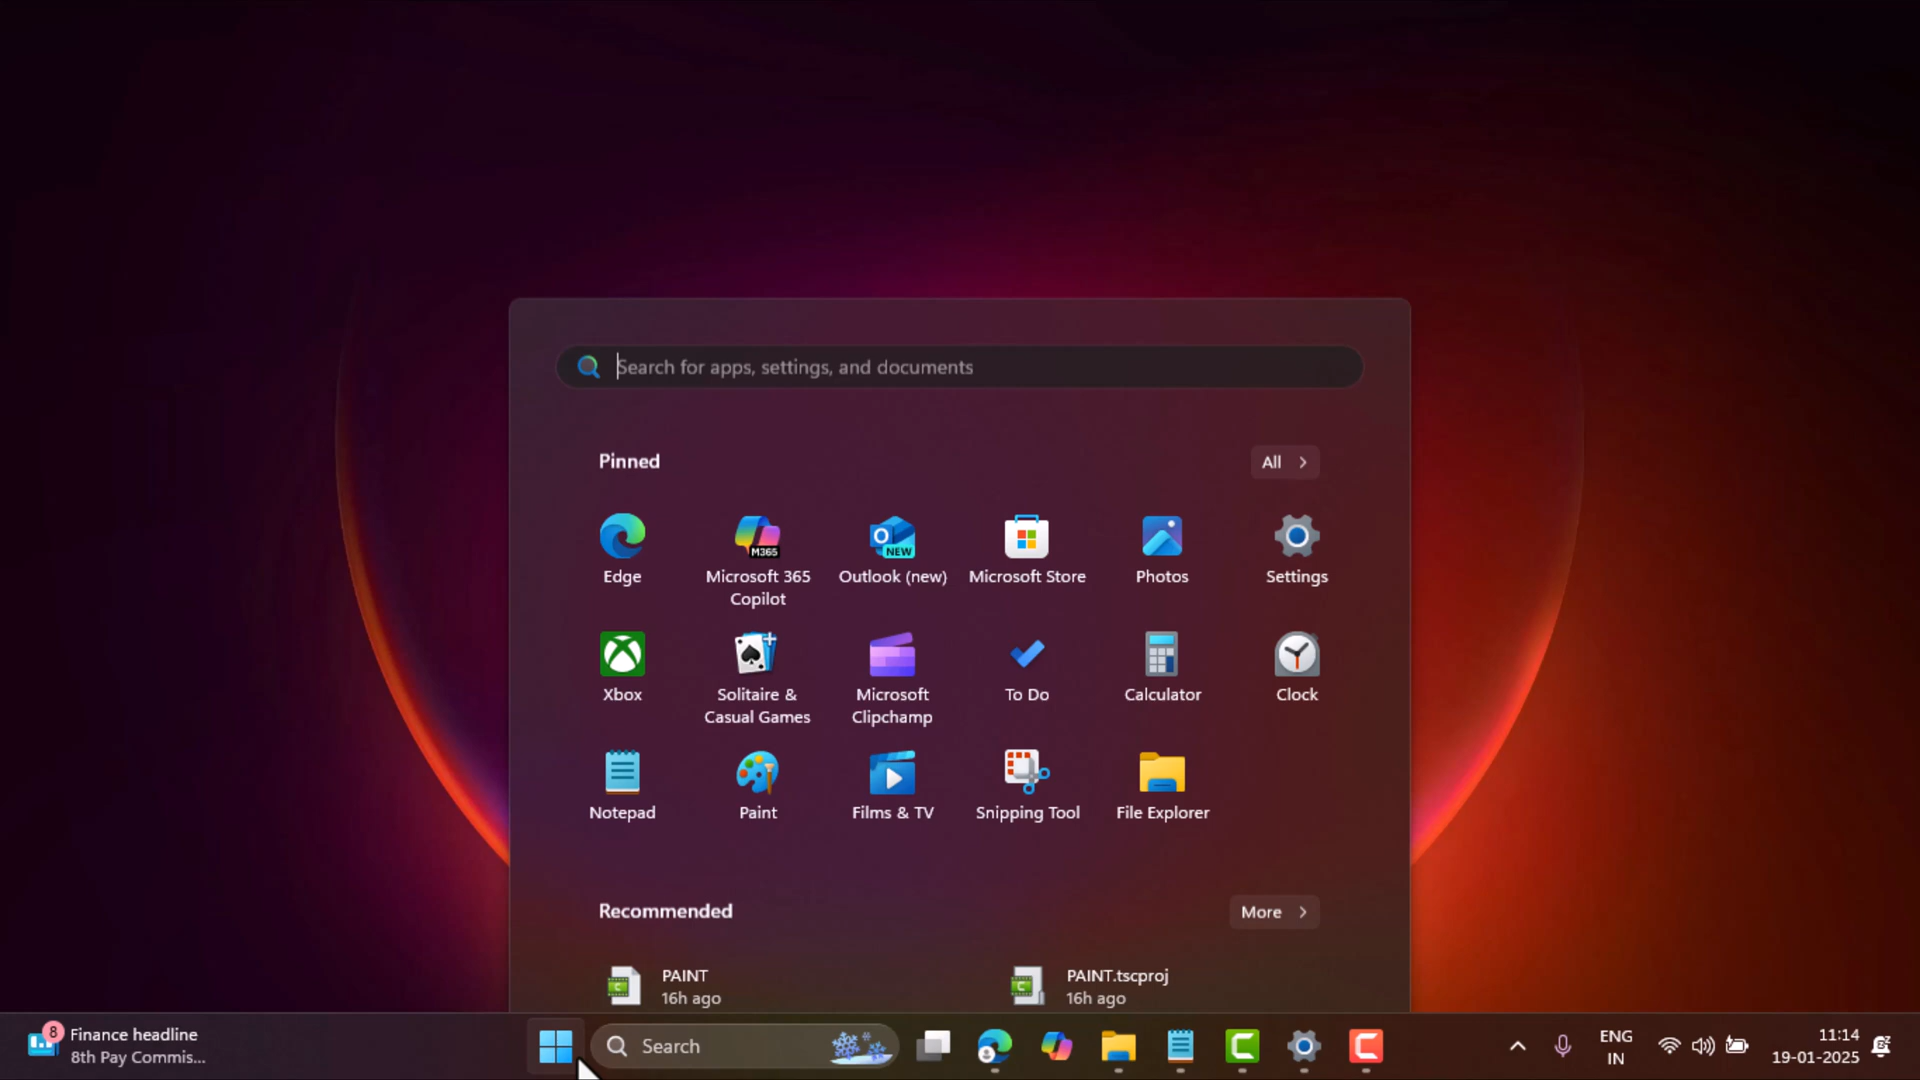 Search for apps, settings, and documents
Pinned
All
Edge
M365
Microsoft 365
Copilot
NEW
Outlook (new)
Microsoft Store
Photos
Settings
Xbox
Solitaire &
Casual Games
Microsoft
Clipchamp
To Do
Calculator
Clock
Notepad
Paint
Films & TV
Snipping Tool
File Explorer
Recommended
More
PAINT
16h ago
PAINT.tscproj
16h ago
8
Finance headline
8th Pay Commis...
Search
ENG
IN
11:14
19-01-2025